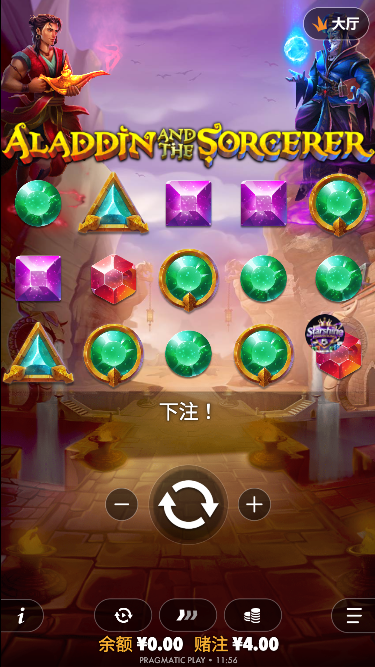 大厅
ALADDIN AND THE SORCERER
Starshine
下注！
余额 ¥0.00 赌注 ¥4.00
PRAGMATIC PLAY • 11:56